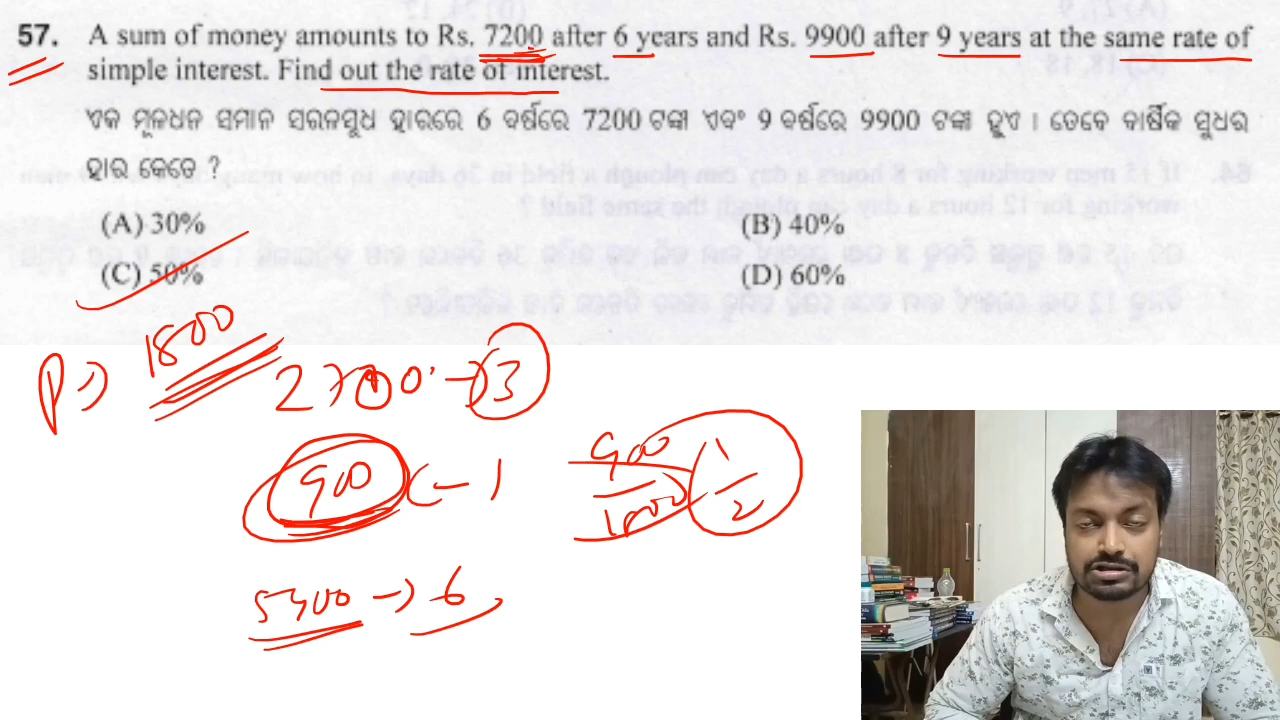 57. A sum of money amounts to Rs. 7200 after 6 years and Rs. 9900 after 9 years at the same rate of
simple interest. Find out the rate of interest.
ଏକ ମୂଳଧନ ସମାନ ସରଳସୁଧ ହାରରେ 6 ବର୍ଷରେ 7200 ଟଙ୍କା ଏବଂ 9 ବର୍ଷରେ 9900 ଟଙ୍କା ହୁଏ । ତେବେ ବାର୍ଷିକ ସୁଧର
ହାର କେତେ ?
(A) 30% (B) 40%
(C) 50% (D) 60%
P → 1800
2700 → 3
900 ← 1
900
1800
1
2
5400 → 6